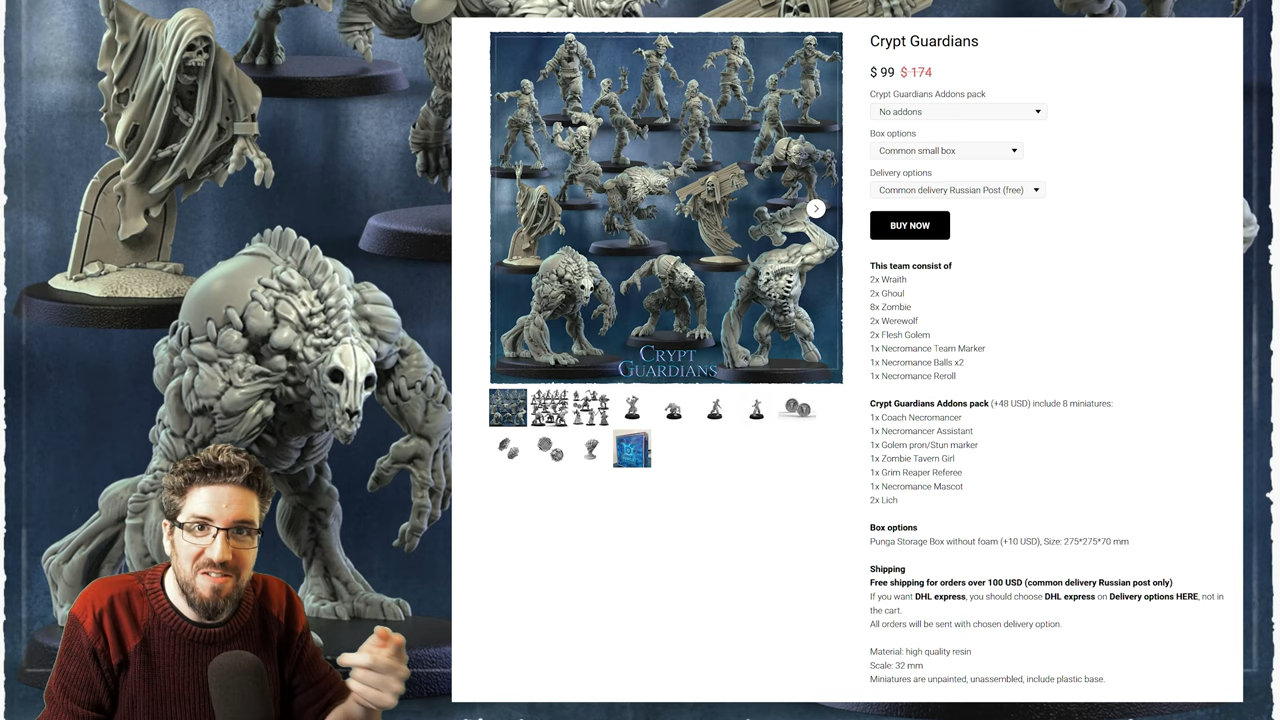 Crypt Guardians
$ 99 $ 174
Crypt Guardians Addons pack
No addons
Box options
Common small box
Delivery options
Common delivery Russian Post (free)
BUY NOW
This team consist of
2x Wraith
2x Ghoul
8x Zombie
2x Werewolf
2x Flesh Golem
1x Necromance Team Marker
1x Necromance Balls x2
1x Necromance Reroll
Crypt Guardians Addons pack (+48 USD) include 8 miniatures:
1x Coach Necromancer
1x Necromancer Assistant
1x Golem pron/Stun marker
1x Zombie Tavern Girl
1x Grim Reaper Referee
1x Necromance Mascot
2x Lich
Box options
Punga Storage Box without foam (+10 USD), Size: 275*275*70 mm
Shipping
Free shipping for orders over 100 USD (common delivery Russian post only)
If you want DHL express, you should choose DHL express on Delivery options HERE, not in
the cart.
All orders will be sent with chosen delivery option.
Material: high quality resin
Scale: 32 mm
Miniatures are unpainted, unassembled, include plastic base.
CRYPT
GUARDIANS